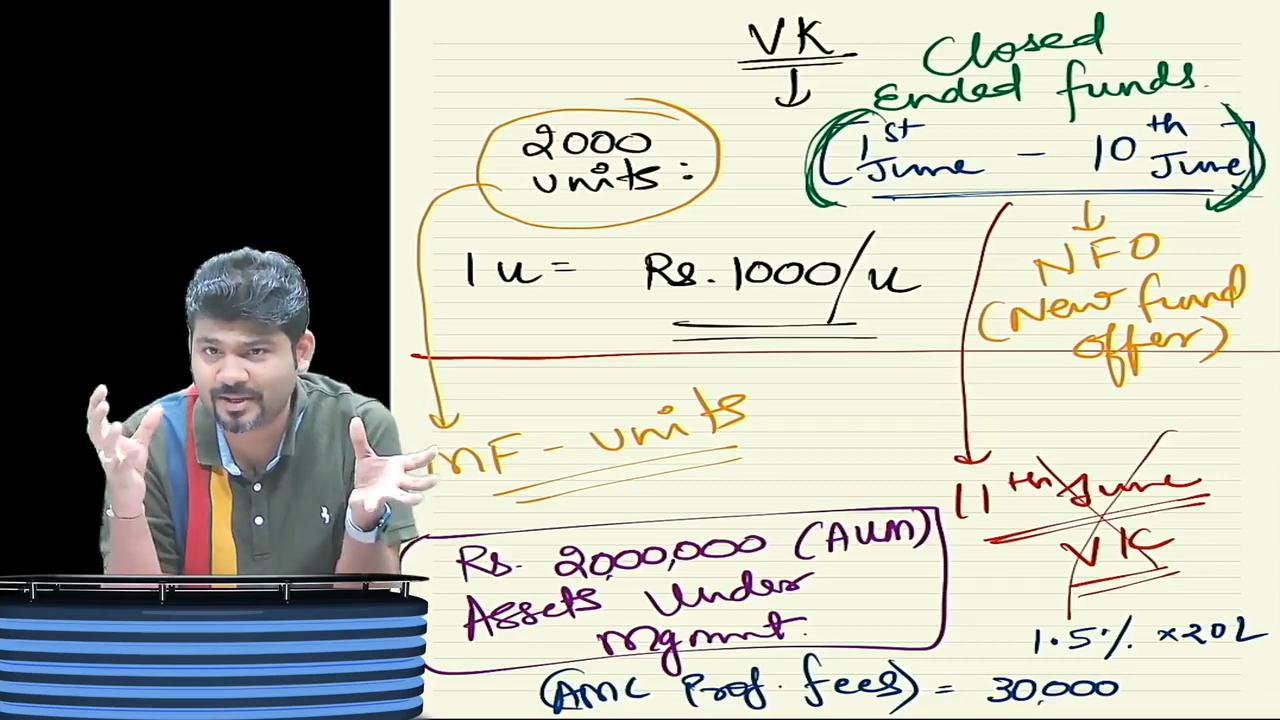 VK
Closed
Ended funds.
(1st June - 10th June)
2000
units:
1 u = Rs. 1000/u
NFO
(New fund
offer)
MF - units
11th June
VK
Rs. 2000,000 (AUM)
Assets Under
Mgmnt.
1.5% x 20 L
(AMC Prof. fees) = 30,000